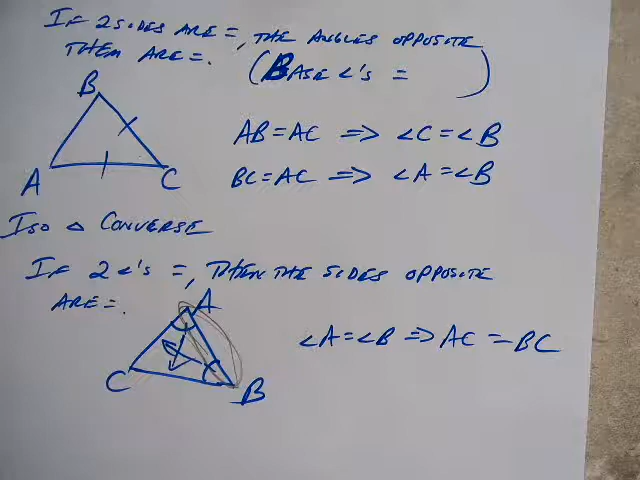 IF 2 SIDES ARE =, THE ANGLES OPPOSITE
THEM ARE =. (BASE ∠'S = )
B
A C
AB = AC ⟹ ∠C = ∠B
BC = AC ⟹ ∠A = ∠B
ISO △ CONVERSE
IF 2 ∠'S =, THEN THE SIDES OPPOSITE
ARE =.
A
C B
∠A = ∠B ⟹ AC = BC